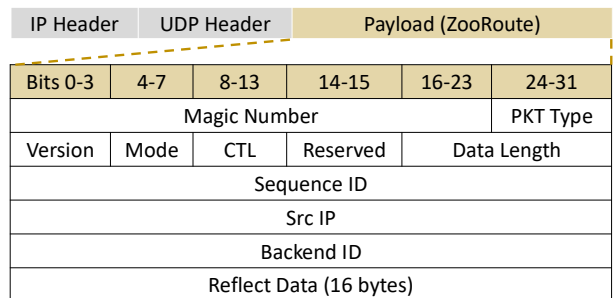 IP Header UDP Header Payload (ZooRoute)
Bits 0-3 4-7 8-13 14-15 16-23 24-31
Magic Number PKT Type
Version Mode CTL Reserved Data Length
Sequence ID
Src IP
Backend ID
Reflect Data (16 bytes)